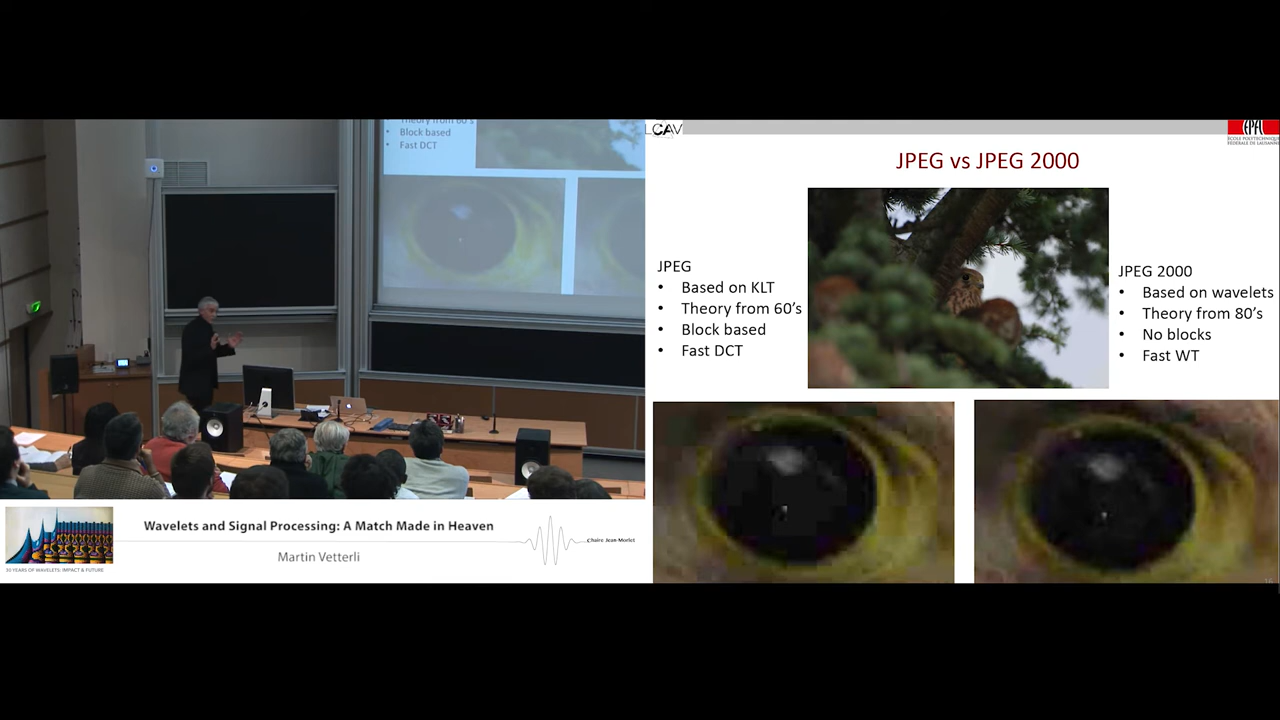 Theory from 60's
Block based
Fast DCT
Wavelets and Signal Processing: A Match Made in Heaven
Martin Vetterli
Chaire Jean-Morlet
30 YEARS OF WAVELETS: IMPACT & FUTURE
LCAV
EPFL
ÉCOLE POLYTECHNIQUE
FÉDÉRALE DE LAUSANNE
JPEG vs JPEG 2000
JPEG
• Based on KLT
• Theory from 60's
• Block based
• Fast DCT
JPEG 2000
• Based on wavelets
• Theory from 80's
• No blocks
• Fast WT
16